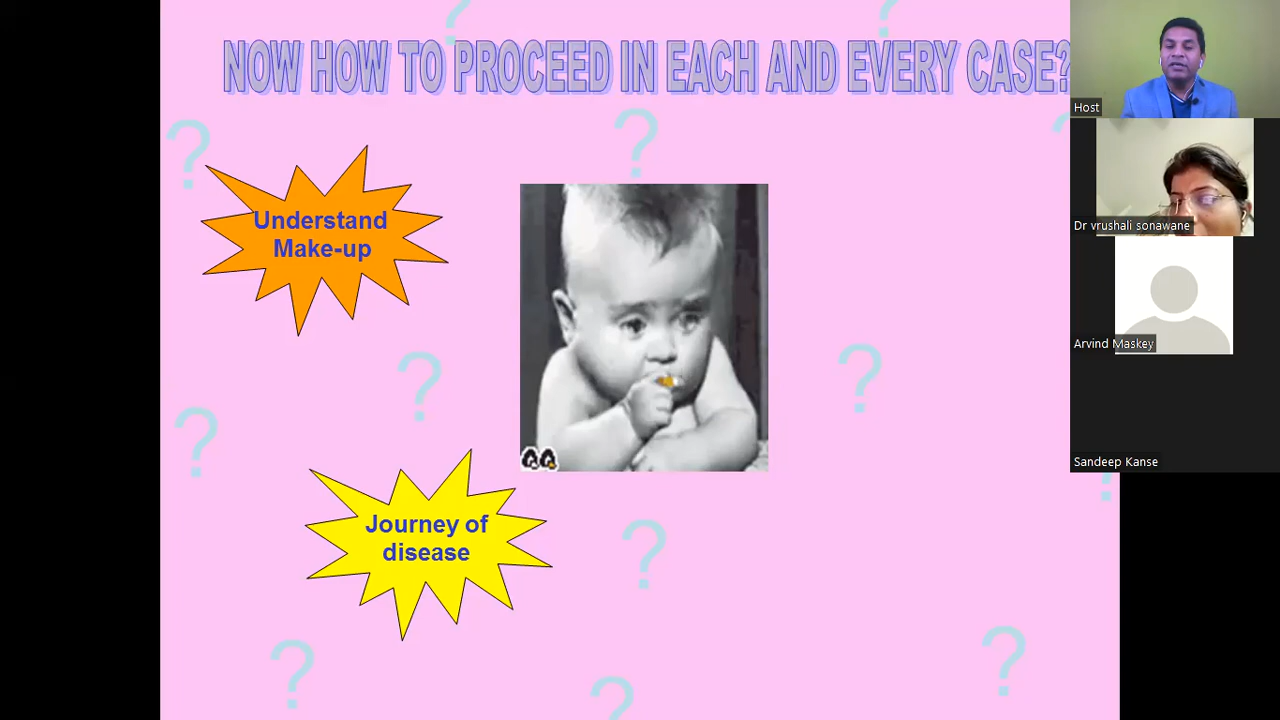 NOW HOW TO PROCEED IN EACH AND EVERY CASE?
Understand
Make-up
Journey of
disease
Host
Dr vrushali sonawane
Arvind Maskey
Sandeep Kanse